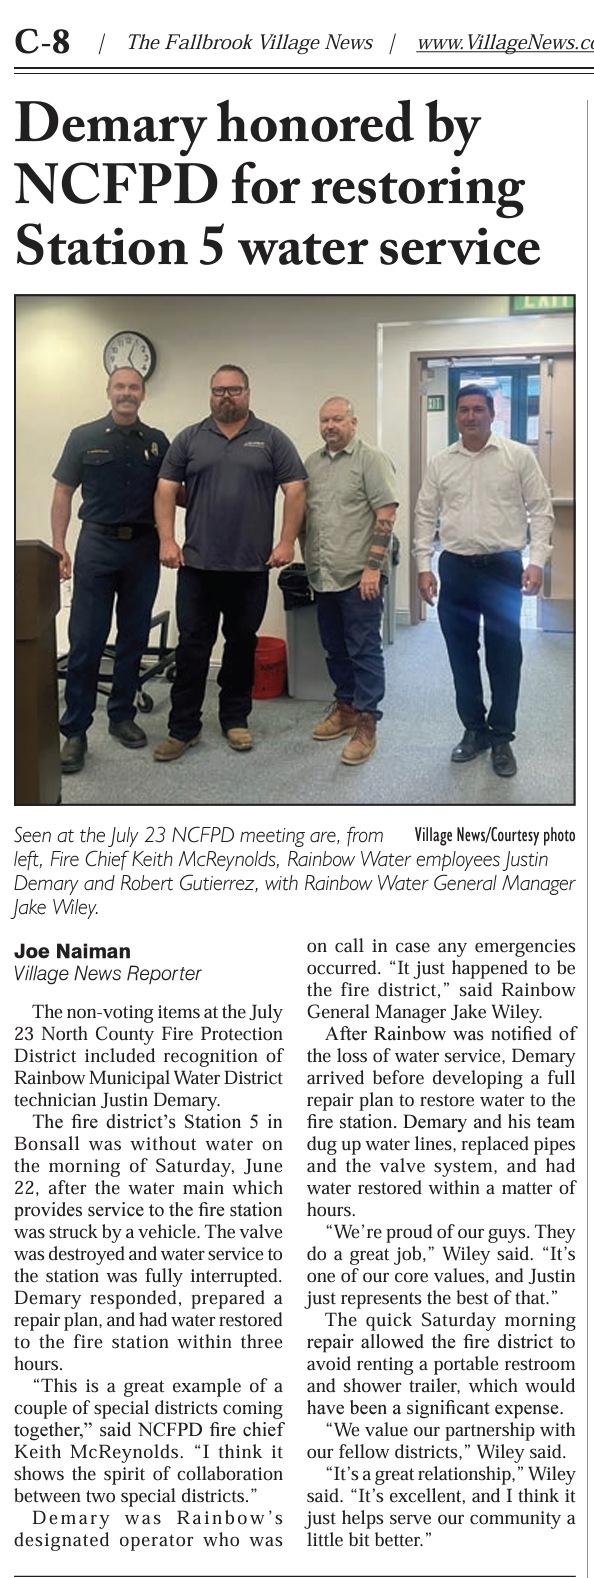 C-8 / The Fallbrook Village News / www.VillageNews.co
Demary honored by
NCFPD for restoring
Station 5 water service
EXIT
EXIT
Seen at the July 23 NCFPD meeting are, from
Village News/Courtesy photo
left, Fire Chief Keith McReynolds, Rainbow Water employees Justin
Demary and Robert Gutierrez, with Rainbow Water General Manager
Jake Wiley.
Joe Naiman
Village News Reporter
The non-voting items at the July
23 North County Fire Protection
District included recognition of
Rainbow Municipal Water District
technician Justin Demary.
The fire district's Station 5 in
Bonsall was without water on
the morning of Saturday, June
22, after the water main which
provides service to the fire station
was struck by a vehicle. The valve
was destroyed and water service to
the station was fully interrupted.
Demary responded, prepared a
repair plan, and had water restored
to the fire station within three
hours.
“This is a great example of a
couple of special districts coming
together,” said NCFPD fire chief
Keith McReynolds. “I think it
shows the spirit of collaboration
between two special districts.”
Demary was Rainbow's
designated operator who was
on call in case any emergencies
occurred. “It just happened to be
the fire district,” said Rainbow
General Manager Jake Wiley.
After Rainbow was notified of
the loss of water service, Demary
arrived before developing a full
repair plan to restore water to the
fire station. Demary and his team
dug up water lines, replaced pipes
and the valve system, and had
water restored within a matter of
hours.
“We're proud of our guys. They
do a great job,” Wiley said. “It's
one of our core values, and Justin
just represents the best of that.”
The quick Saturday morning
repair allowed the fire district to
avoid renting a portable restroom
and shower trailer, which would
have been a significant expense.
“We value our partnership with
our fellow districts,” Wiley said.
“It's a great relationship,” Wiley
said. “It's excellent, and I think it
just helps serve our community a
little bit better.”